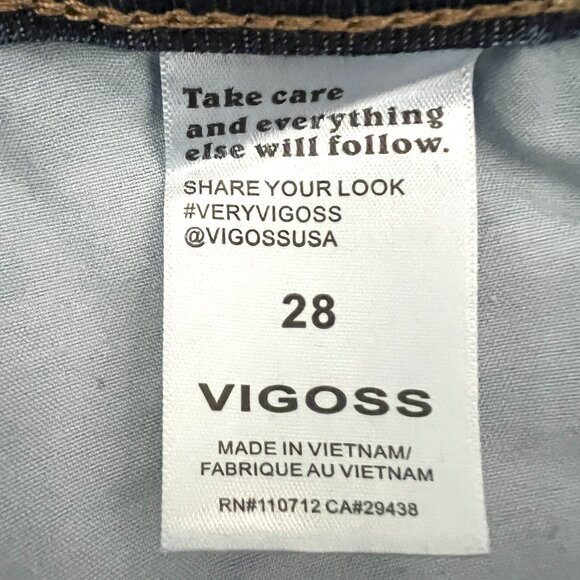 Take care
and everything
else will follow.
SHARE YOUR LOOK
#VERYVIGOSS
@VIGOSSUSA
28
VIGOSS
MADE IN VIETNAM/
FABRIQUE AU VIETNAM
RN#110712 CA#29438